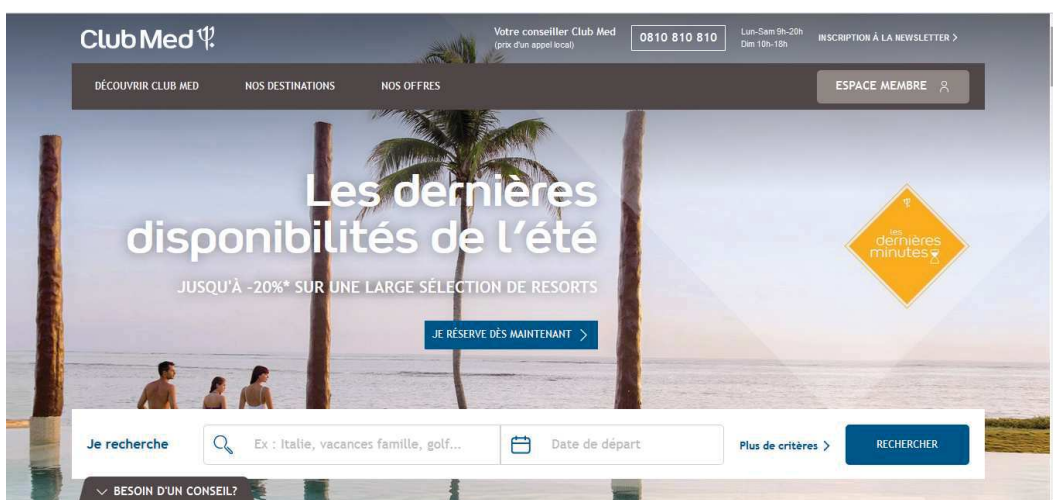 Club Med
Votre conseiller Club Med
(prix d'un appel local)
0810 810 810
Lun-Sam 9h-20h
Dim 10h-18h
INSCRIPTION À LA NEWSLETTER >
DÉCOUVRIR CLUB MED
NOS DESTINATIONS
NOS OFFRES
ESPACE MEMBRE
Les dernières
disponibilités de l'été
JUSQU'À -20%* SUR UNE LARGE SÉLECTION DE RESORTS
JE RÉSERVE DÈS MAINTENANT >
les
dernières
minutes
Je recherche
Ex : Italie, vacances famille, golf...
Date de départ
Plus de critères >
RECHERCHER
BESOIN D'UN CONSEIL?